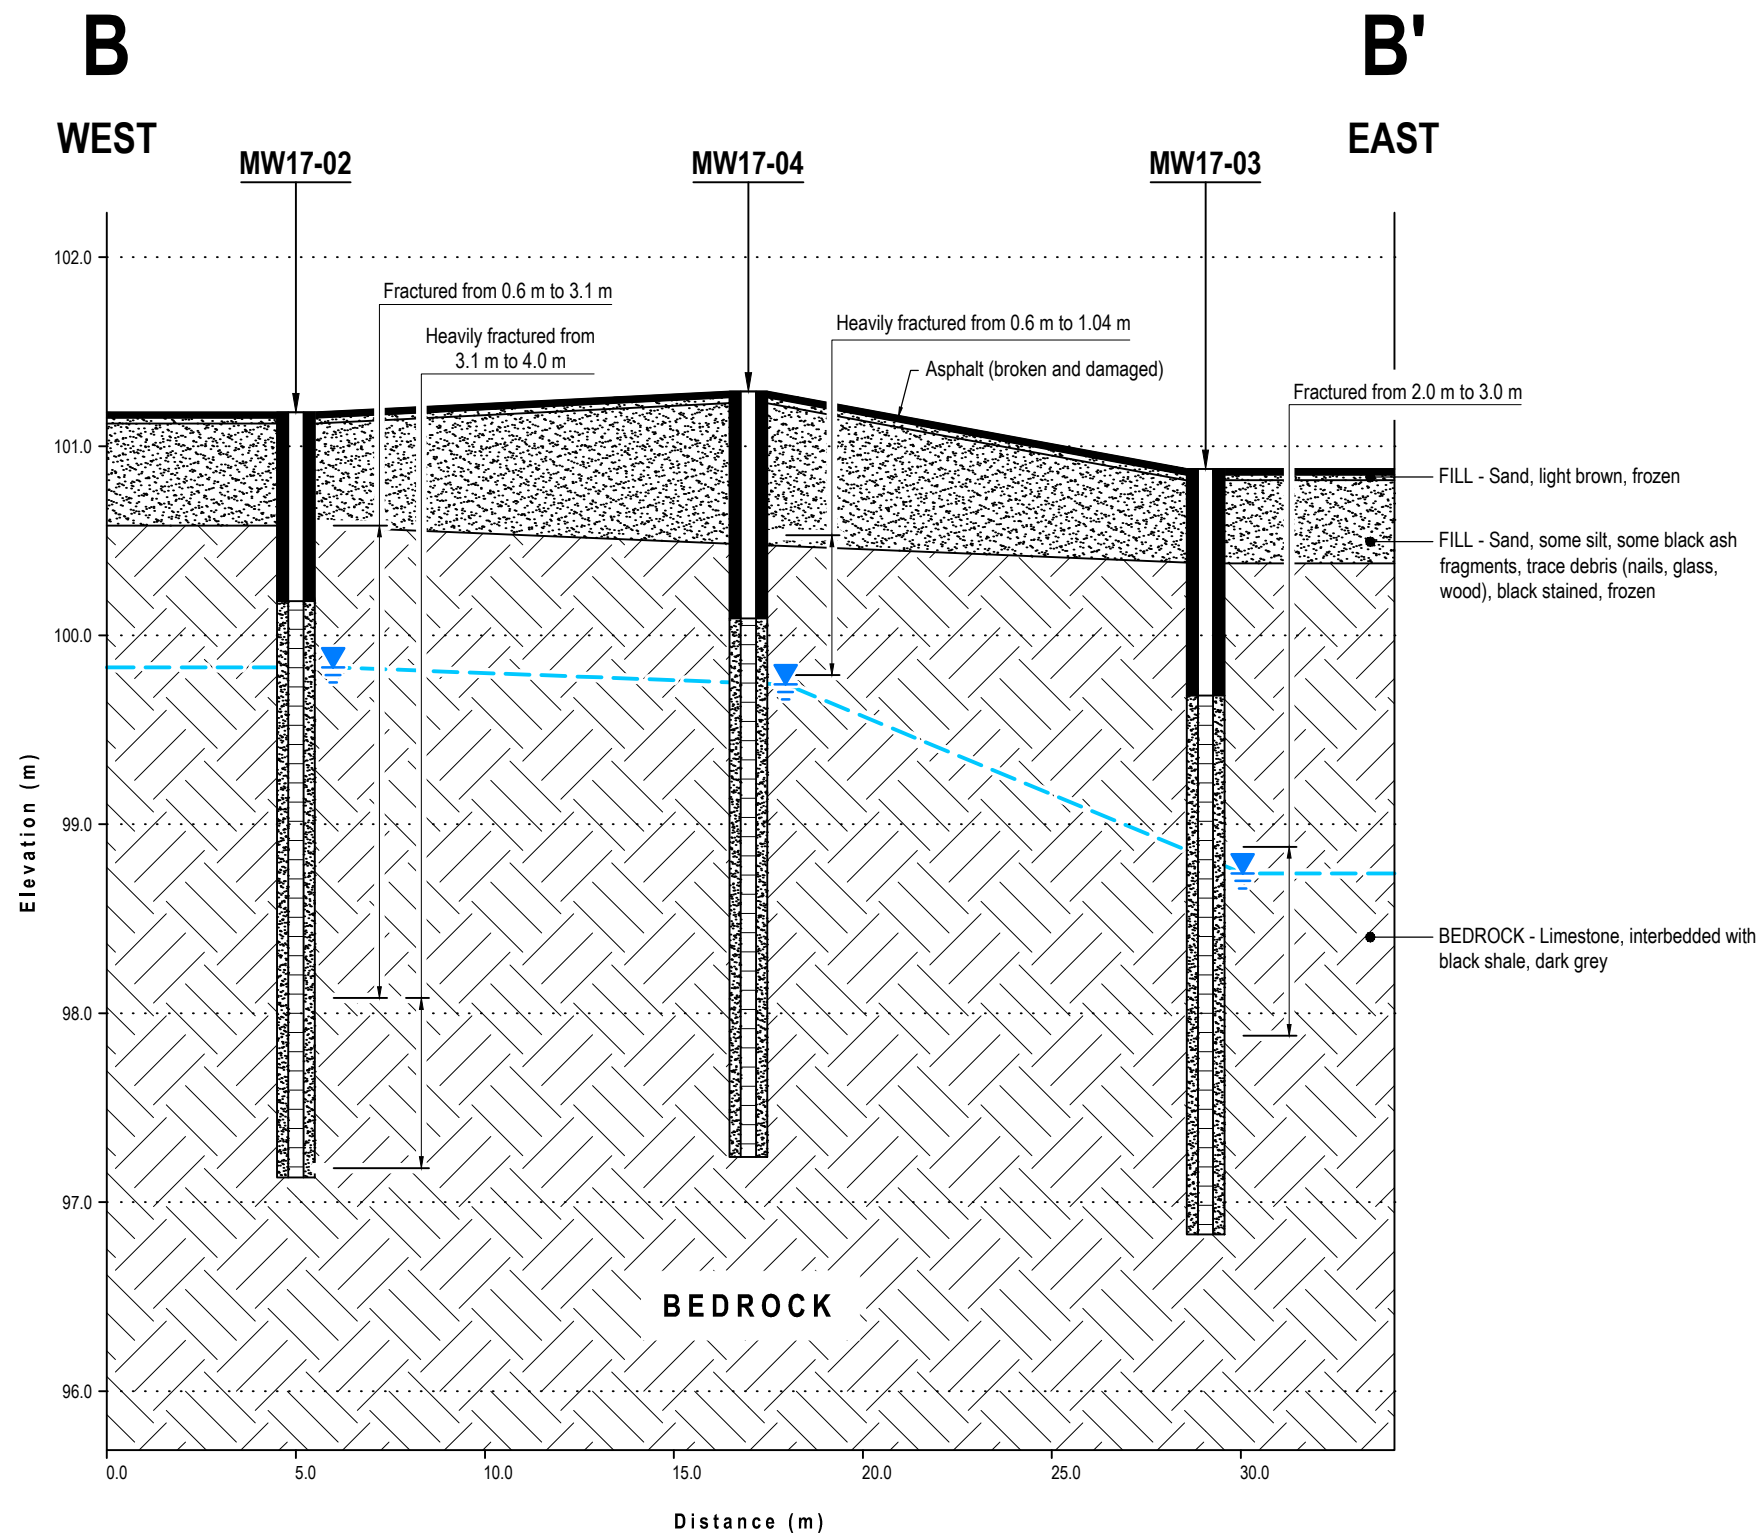 B
B'
WEST
EAST
MW17-02
MW17-04
MW17-03
102.0
Fractured from 0.6 m to 3.1 m
Heavily fractured from
3.1 m to 4.0 m
Heavily fractured from 0.6 m to 1.04 m
Asphalt (broken and damaged)
Fractured from 2.0 m to 3.0 m
101.0
FILL - Sand, light brown, frozen
FILL - Sand, some silt, some black ash
fragments, trace debris (nails, glass,
wood), black stained, frozen
100.0
99.0
Elevation (m)
BEDROCK - Limestone, interbedded with
black shale, dark grey
98.0
97.0
BEDROCK
96.0
0.0 5.0 10.0 15.0 20.0 25.0 30.0
Distance (m)